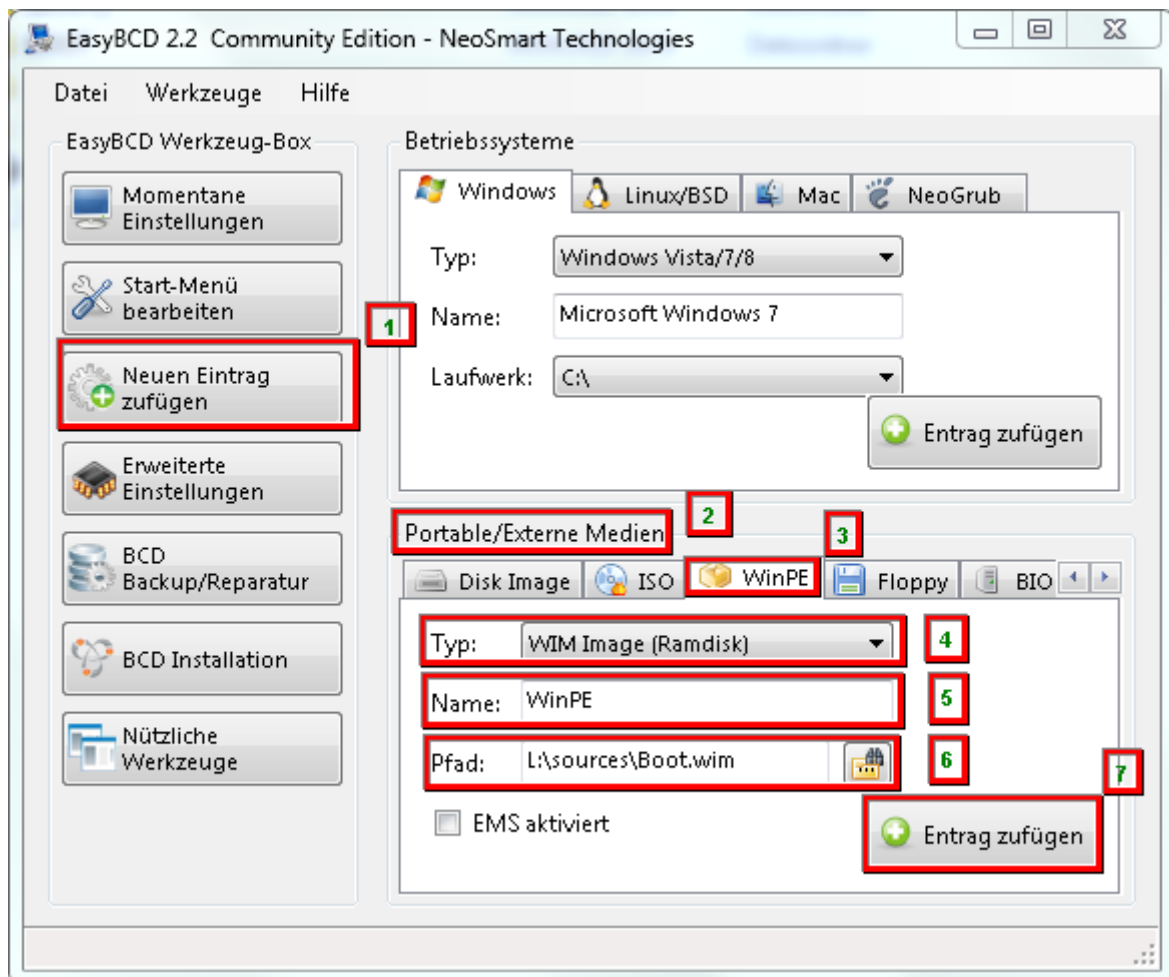 EasyBCD 2.2 Community Edition - NeoSmart Technologies
Datei Werkzeuge Hilfe
EasyBCD Werkzeug-Box
Momentane
Einstellungen
Start-Menü
bearbeiten
1
Neuen Eintrag
zufügen
Erweiterte
Einstellungen
BCD
Backup/Reparatur
BCD Installation
Nützliche
Werkzeuge
Betriebssysteme
Windows Linux/BSD Mac NeoGrub
Typ: Windows Vista/7/8
Name: Microsoft Windows 7
Laufwerk: C:\
Entrag zufügen
Portable/Externe Medien 2
3
Disk Image ISO WinPE Floppy BIO
Typ: WIM Image (Ramdisk) 4
Name: WinPE 5
Pfad: L:\sources\Boot.wim 6
7
EMS aktiviert
Entrag zufügen